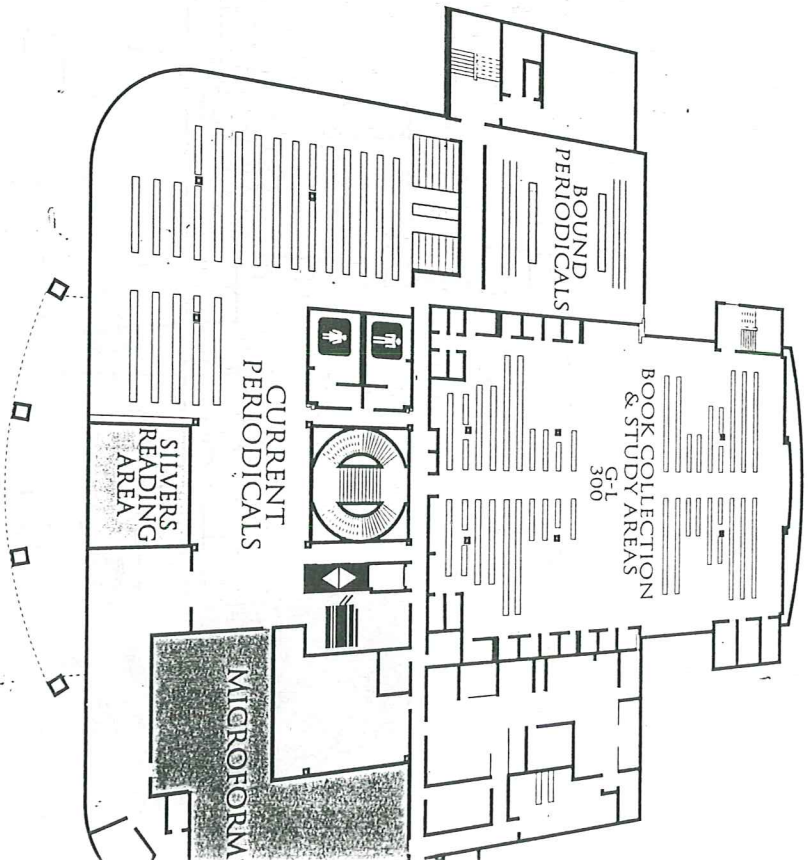 BOUND
PERIODICALS
BOOK COLLECTION
& STUDY AREAS
G-L
300
CURRENT
PERIODICALS
SILVERS
READING
AREA
MICROFORM